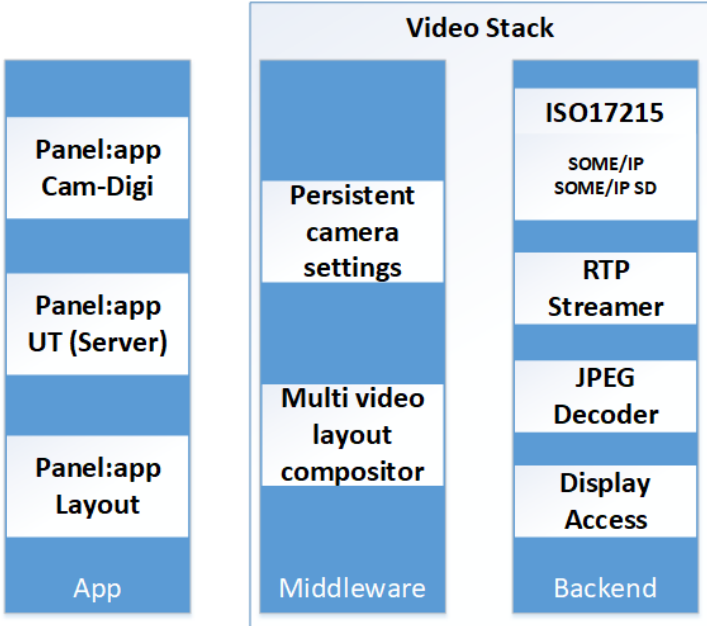 Video Stack
Panel:app
Cam-Digi
Panel:app
UT (Server)
Panel:app
Layout
App
Persistent
camera
settings
Multi video
layout
compositor
Middleware
ISO17215
SOME/IP
SOME/IP SD
RTP
Streamer
JPEG
Decoder
Display
Access
Backend